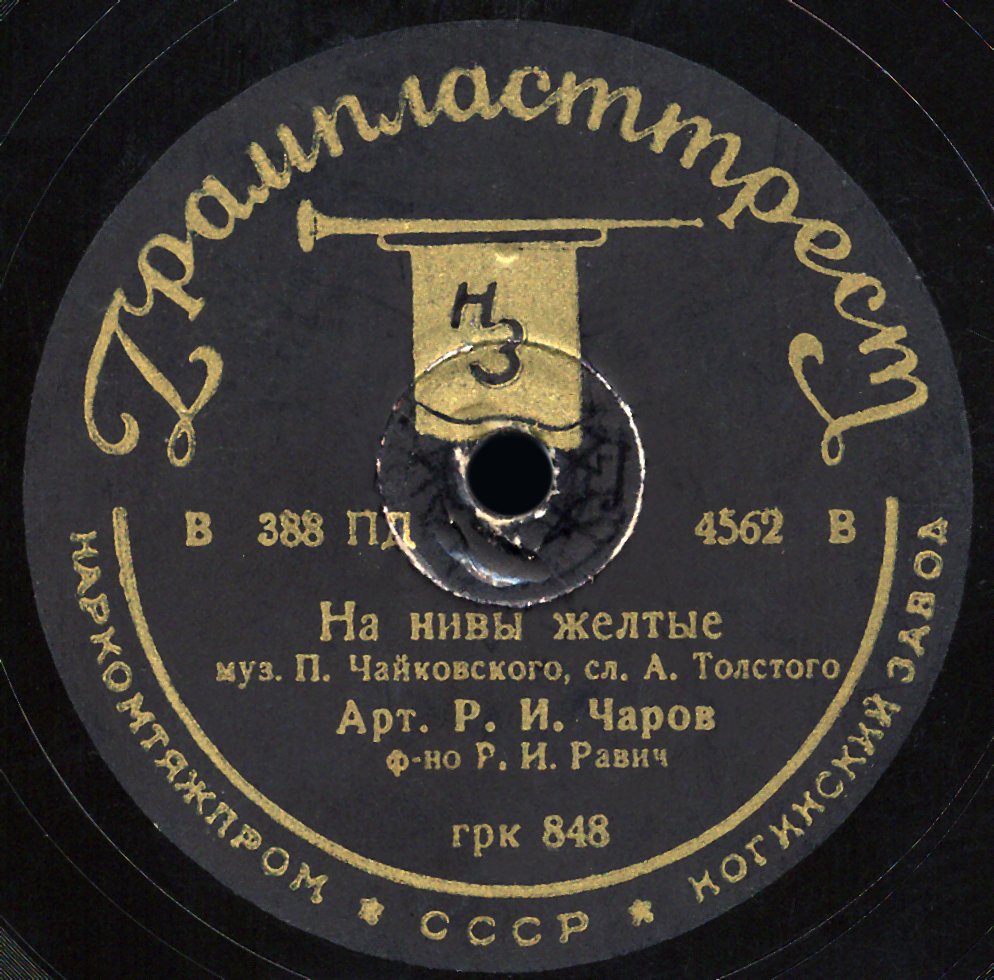 Грампласттрест
НЗ
В 388 ПД 4562 В
На нивы желтые
муз. П. Чайковского, сл. А. Толстого
Арт. Р. И. Чаров
ф-но Р. И. Равич
грк 848
НАРКОМТЯЖПРОМ ★ СССР ★ НОГИНСКИЙ ЗАВОД